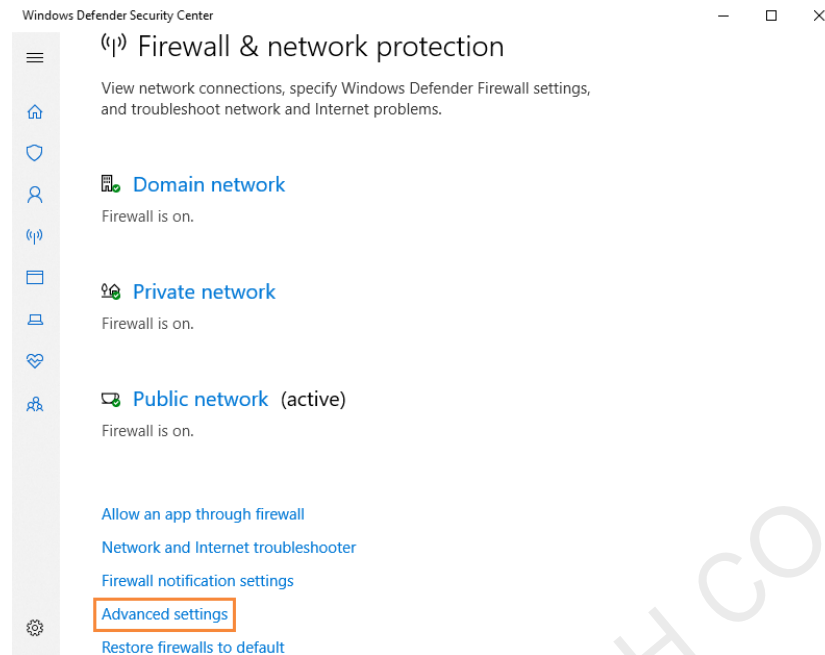 Windows Defender Security Center
Firewall & network protection
View network connections, specify Windows Defender Firewall settings,
and troubleshoot network and Internet problems.
Domain network
Firewall is on.
Private network
Firewall is on.
Public network (active)
Firewall is on.
Allow an app through firewall
Network and Internet troubleshooter
Firewall notification settings
Advanced settings
Restore firewalls to default
H CO